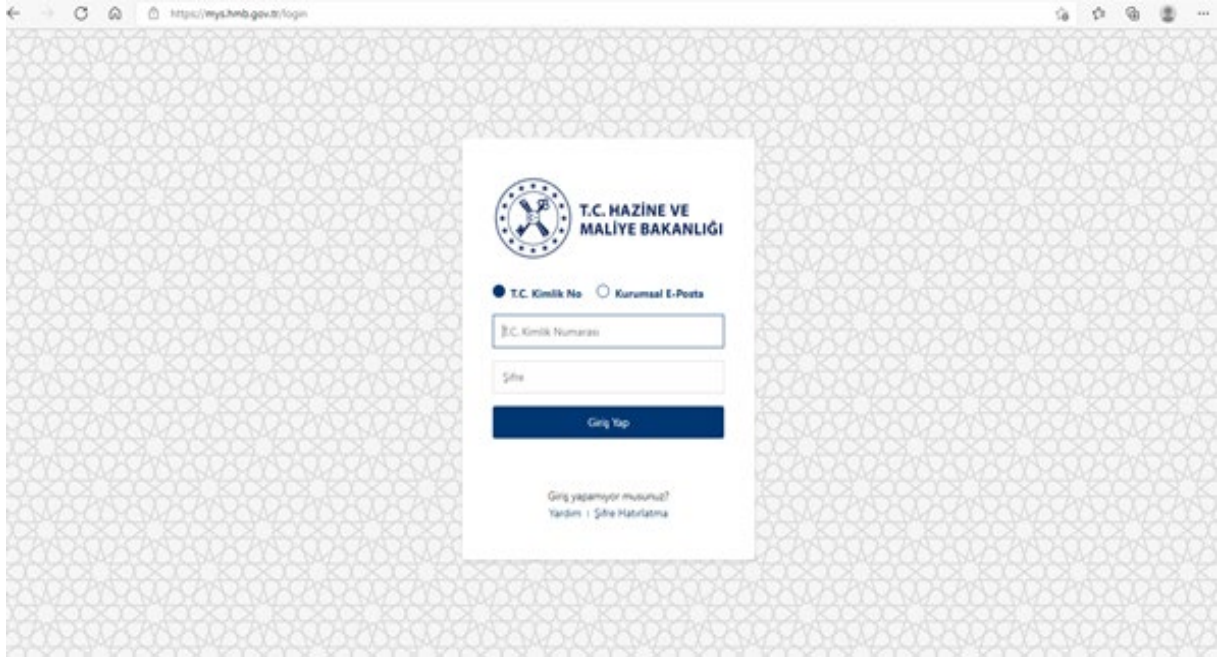 https://mys.hmb.gov.tr/login
T.C. HAZİNE VE
MALİYE BAKANLIĞI
T.C. Kimlik No Kurumsal E-Posta
T.C. Kimlik Numarası
Şifre
Giriş Yap
Giriş yapamıyor musunuz?
Yardım | Şifre Hatırlatma